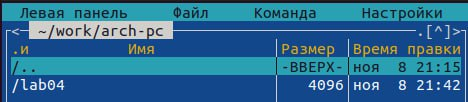 Левая панель Файл Команда Настройки
<- ~/work/arch-pc .[^]>
.и Имя Размер Время правки
/.. -ВВЕРХ- ноя 8 21:15
/lab04 4096 ноя 8 21:42